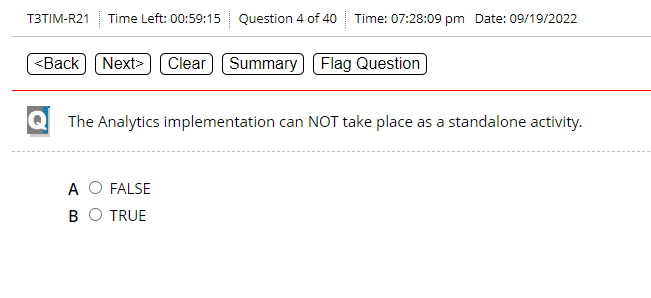 T3TIM-R21 Time Left: 00:59:15 Question 4 of 40 Time: 07:28:09 pm Date: 09/19/2022
<Back Next> Clear Summary Flag Question
Q The Analytics implementation can NOT take place as a standalone activity.
A FALSE
B TRUE